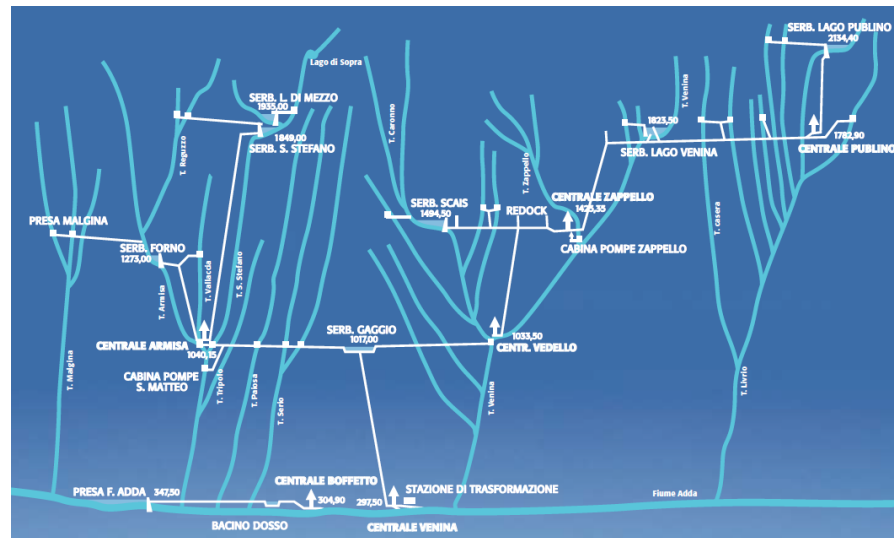 SERB. LAGO PUBLINO
2134,40
Lago di Sopra
SERB. L. DI MEZZO
1935,00
T. Venina
1823,50
1849,00
SERB. S. STEFANO
T. Caronno
T. Roguzzo
SERB. LAGO VENINA
1782,90
CENTRALE PUBLINO
T. Zappello
CENTRALE ZAPPELLO
1425,35
SERB. SCAIS
1494,50
REDOCK
PRESA MALGINA
SERB. FORNO
1273,00
CABINA POMPE ZAPPELLO
T. casera
T. Vallaccia
T. S. Stefano
T. Armisa
SERB. GAGGIO
1017,00
1033,50
CENTR. VEDELLO
CENTRALE ARMISA
1040,15
CABINA POMPE
S. MATTEO
T. Malgina
T. Tripolo
T. Paiosa
T. Serio
T. Venina
T. Livrio
CENTRALE BOFFETTO
PRESA F. ADDA
347,50
304,90
297,50
STAZIONE DI TRASFORMAZIONE
Fiume Adda
BACINO DOSSO
CENTRALE VENINA